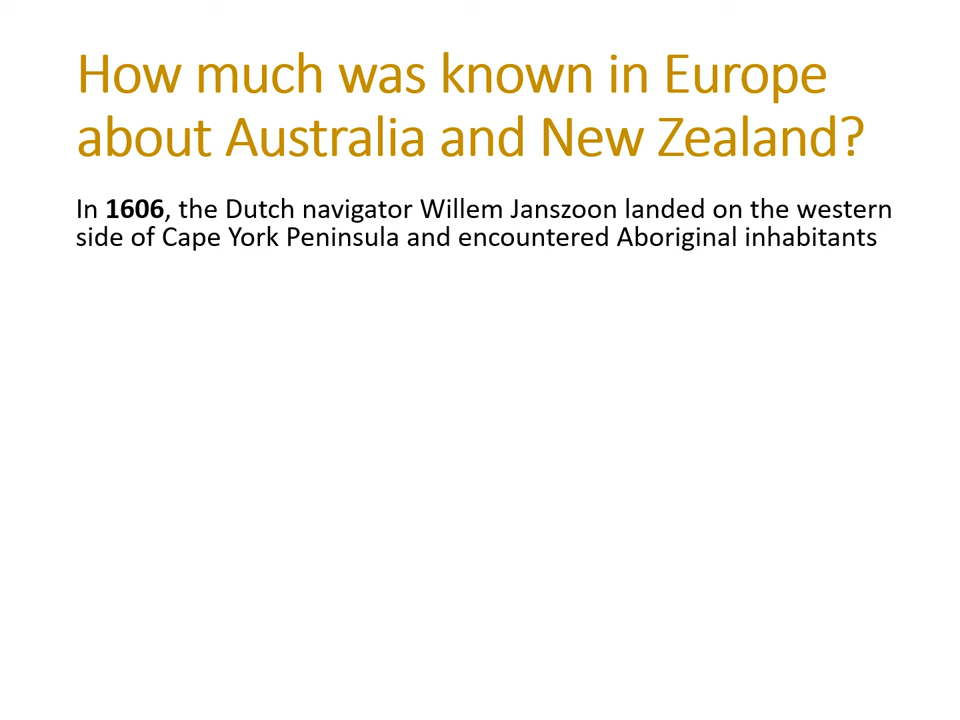 How much was known in Europe
about Australia and New Zealand?
In 1606, the Dutch navigator Willem Janszoon landed on the western
side of Cape York Peninsula and encountered Aboriginal inhabitants